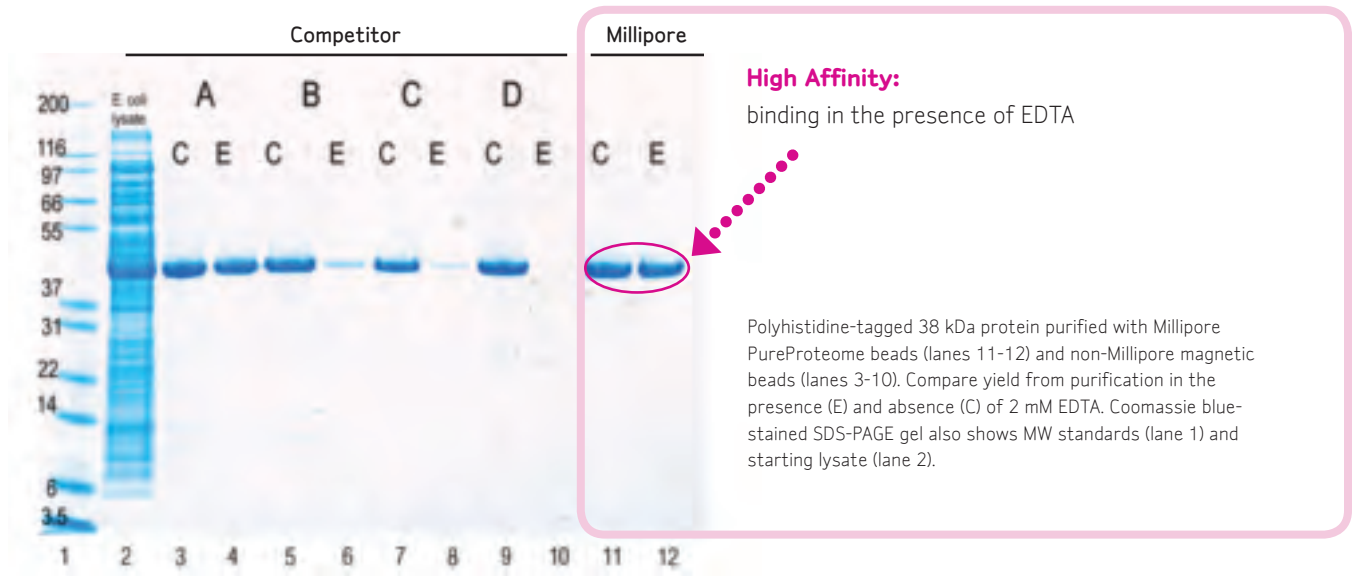 Competitor
Millipore
E. coli
lysate
A B C D
C E C E C E C E C E
200
116
97
66
55
37
31
22
14
6
3.5
1 2 3 4 5 6 7 8 9 10 11 12
High Affinity:
binding in the presence of EDTA
Polyhistidine-tagged 38 kDa protein purified with Millipore
PureProteome beads (lanes 11-12) and non-Millipore magnetic
beads (lanes 3-10). Compare yield from purification in the
presence (E) and absence (C) of 2 mM EDTA. Coomassie blue-
stained SDS-PAGE gel also shows MW standards (lane 1) and
starting lysate (lane 2).